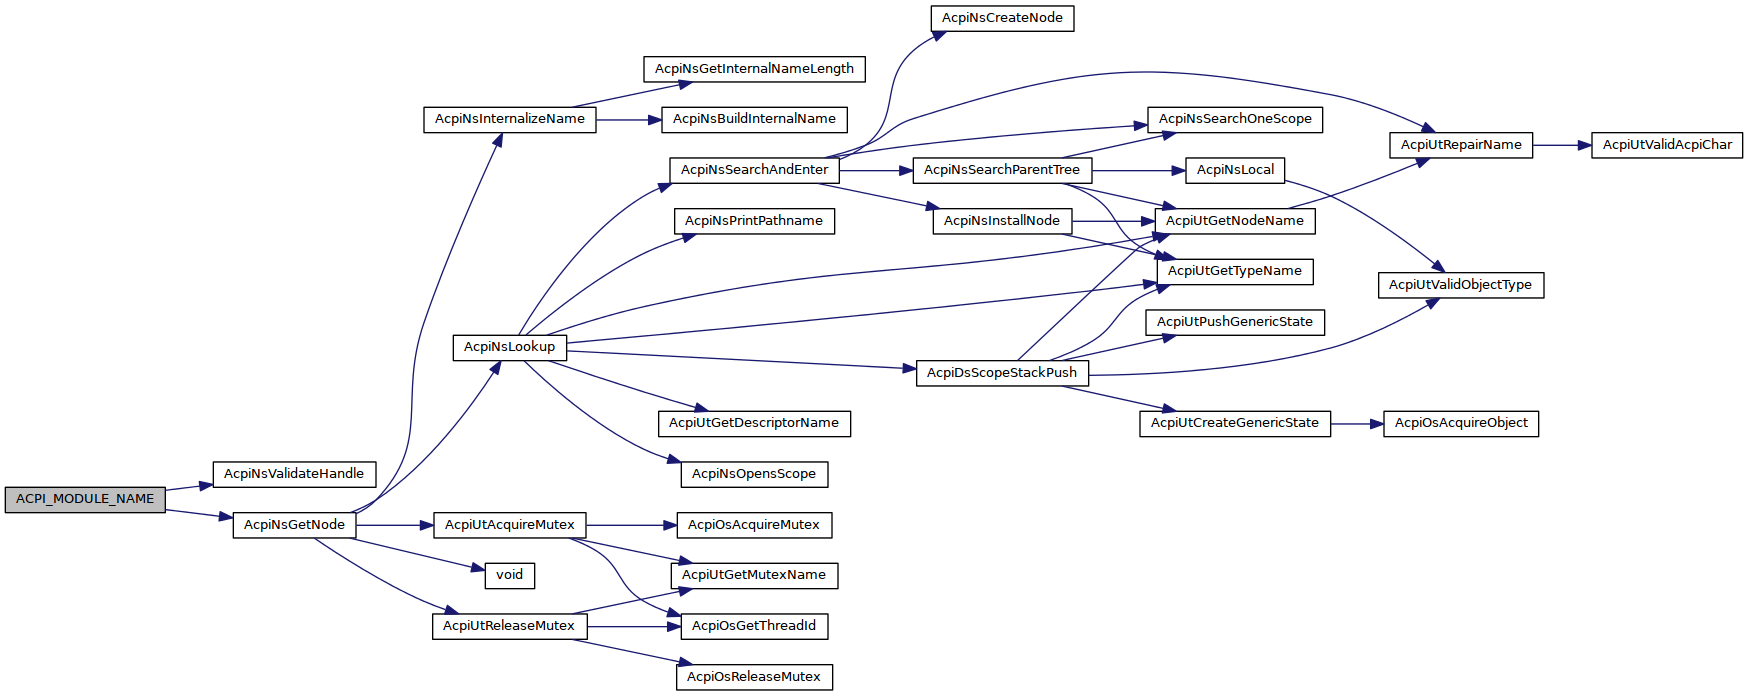 AcpiNsCreateNode
AcpiNsGetInternalNameLength
AcpiNsInternalizeName
AcpiNsBuildInternalName
AcpiNsSearchOneScope
AcpiUtRepairName
AcpiUtValidAcpiChar
AcpiNsSearchAndEnter
AcpiNsSearchParentTree
AcpiNsLocal
AcpiNsPrintPathname
AcpiNsInstallNode
AcpiUtGetNodeName
AcpiUtGetTypeName
AcpiUtValidObjectType
AcpiUtPushGenericState
AcpiNsLookup
AcpiDsScopeStackPush
AcpiUtGetDescriptorName
AcpiUtCreateGenericState
AcpiOsAcquireObject
AcpiNsValidateHandle
AcpiNsOpensScope
ACPI_MODULE_NAME
AcpiNsGetNode
AcpiUtAcquireMutex
AcpiOsAcquireMutex
void
AcpiUtGetMutexName
AcpiUtReleaseMutex
AcpiOsGetThreadId
AcpiOsReleaseMutex